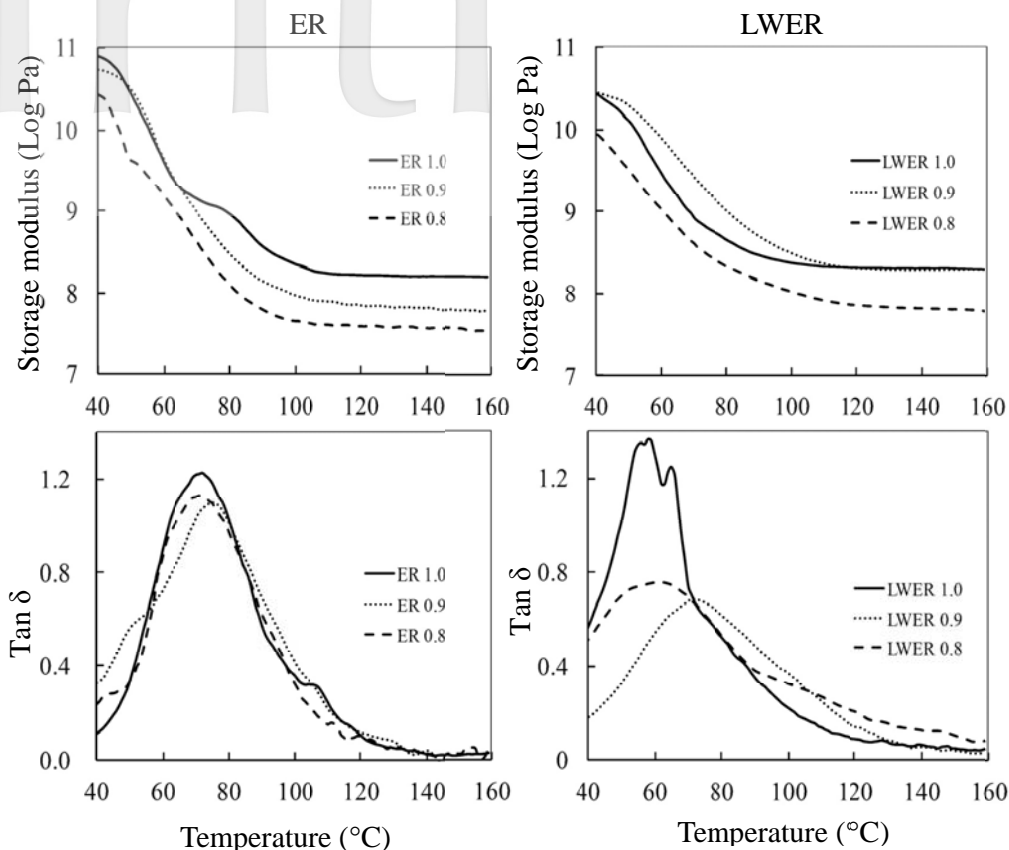 ER
LWER
Storage modulus (Log Pa)
11
10
9
8
7
40 60 80 100 120 140 160
ER 1.0
ER 0.9
ER 0.8
Storage modulus (Log Pa)
11
10
9
8
7
40 60 80 100 120 140 160
LWER 1.0
LWER 0.9
LWER 0.8
Tan δ
1.2
0.8
0.4
0.0
40 60 80 100 120 140 160
ER 1.0
ER 0.9
ER 0.8
Temperature (°C)
Tan δ
1.2
0.8
0.4
0
40 60 80 100 120 140 160
LWER 1.0
LWER 0.9
LWER 0.8
Temperature (°C)